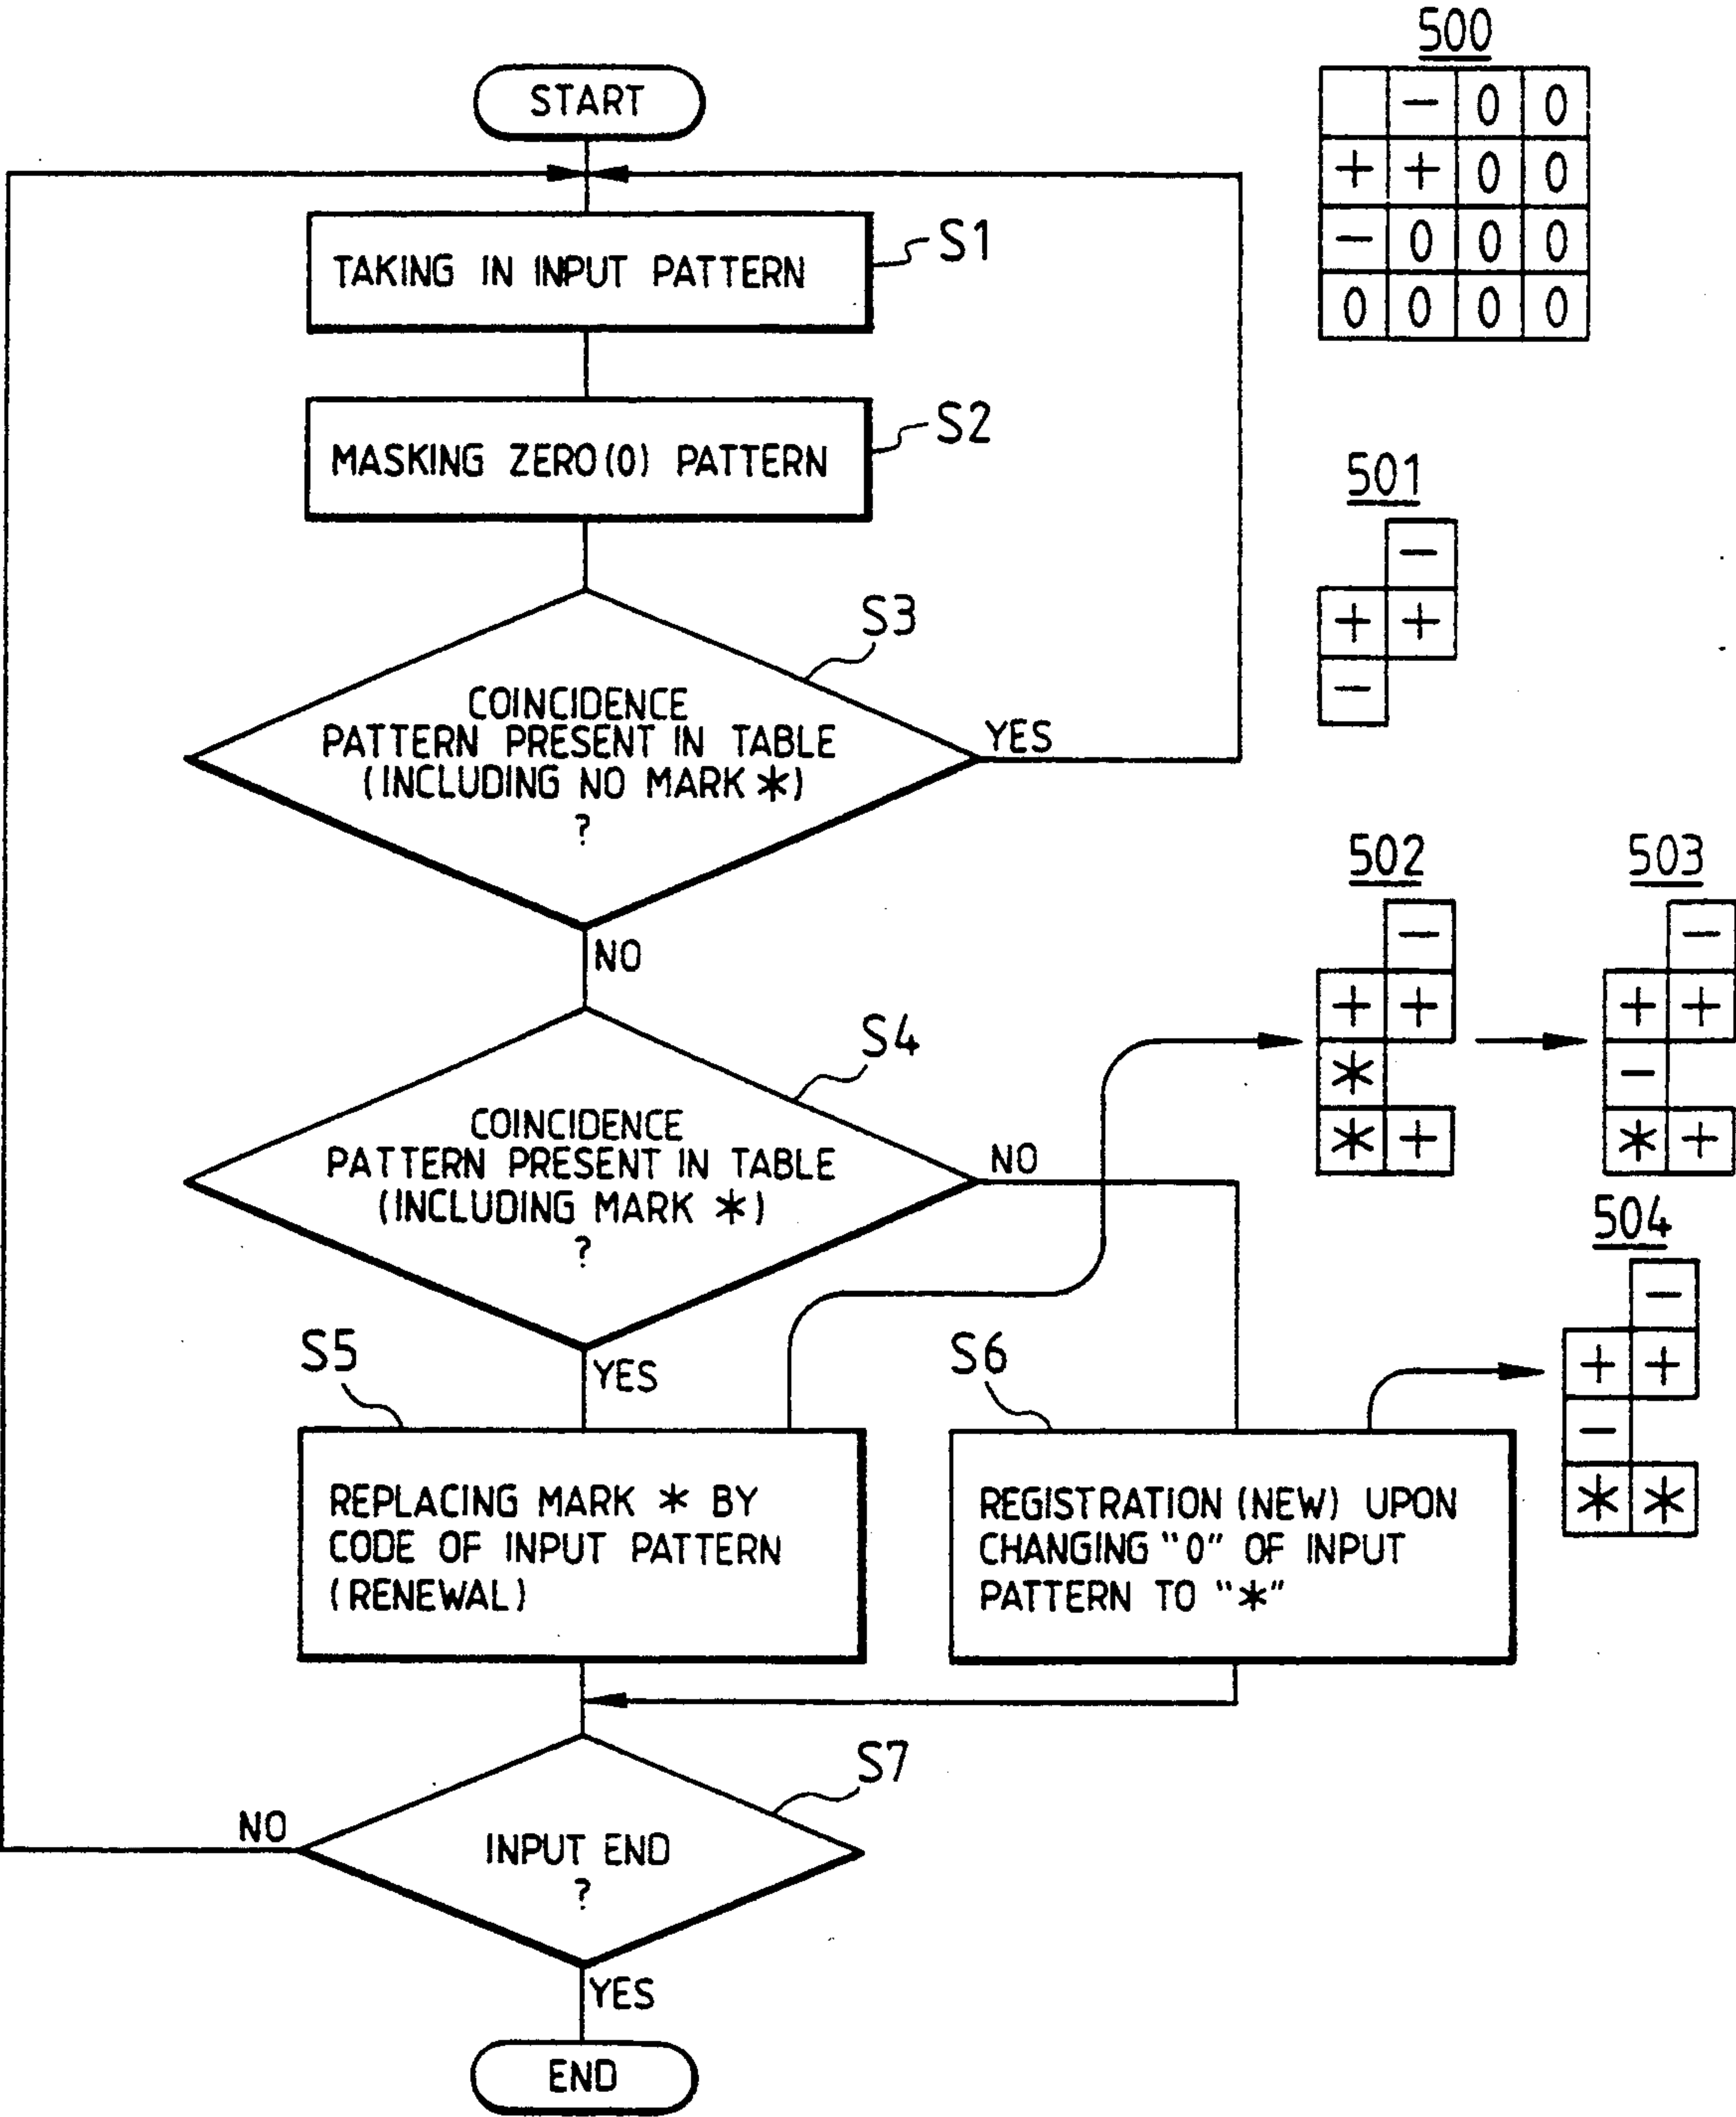 START
TAKING IN INPUT PATTERN
S1
MASKING ZERO(0) PATTERN
S2
COINCIDENCE
PATTERN PRESENT IN TABLE
(INCLUDING NO MARK *)
?
S3
YES
NO
COINCIDENCE
PATTERN PRESENT IN TABLE
(INCLUDING MARK *)
?
S4
NO
YES
S5
REPLACING MARK * BY
CODE OF INPUT PATTERN
(RENEWAL)
S6
REGISTRATION (NEW) UPON
CHANGING "0" OF INPUT
PATTERN TO "*"
S7
INPUT END
?
NO
YES
END
500
- 0 0
+ + 0 0
- 0 0 0
0 0 0 0
501
-
+ +
-
502
-
+ +
*
* +
503
-
+ +
-
* +
504
-
+ +
-
* *